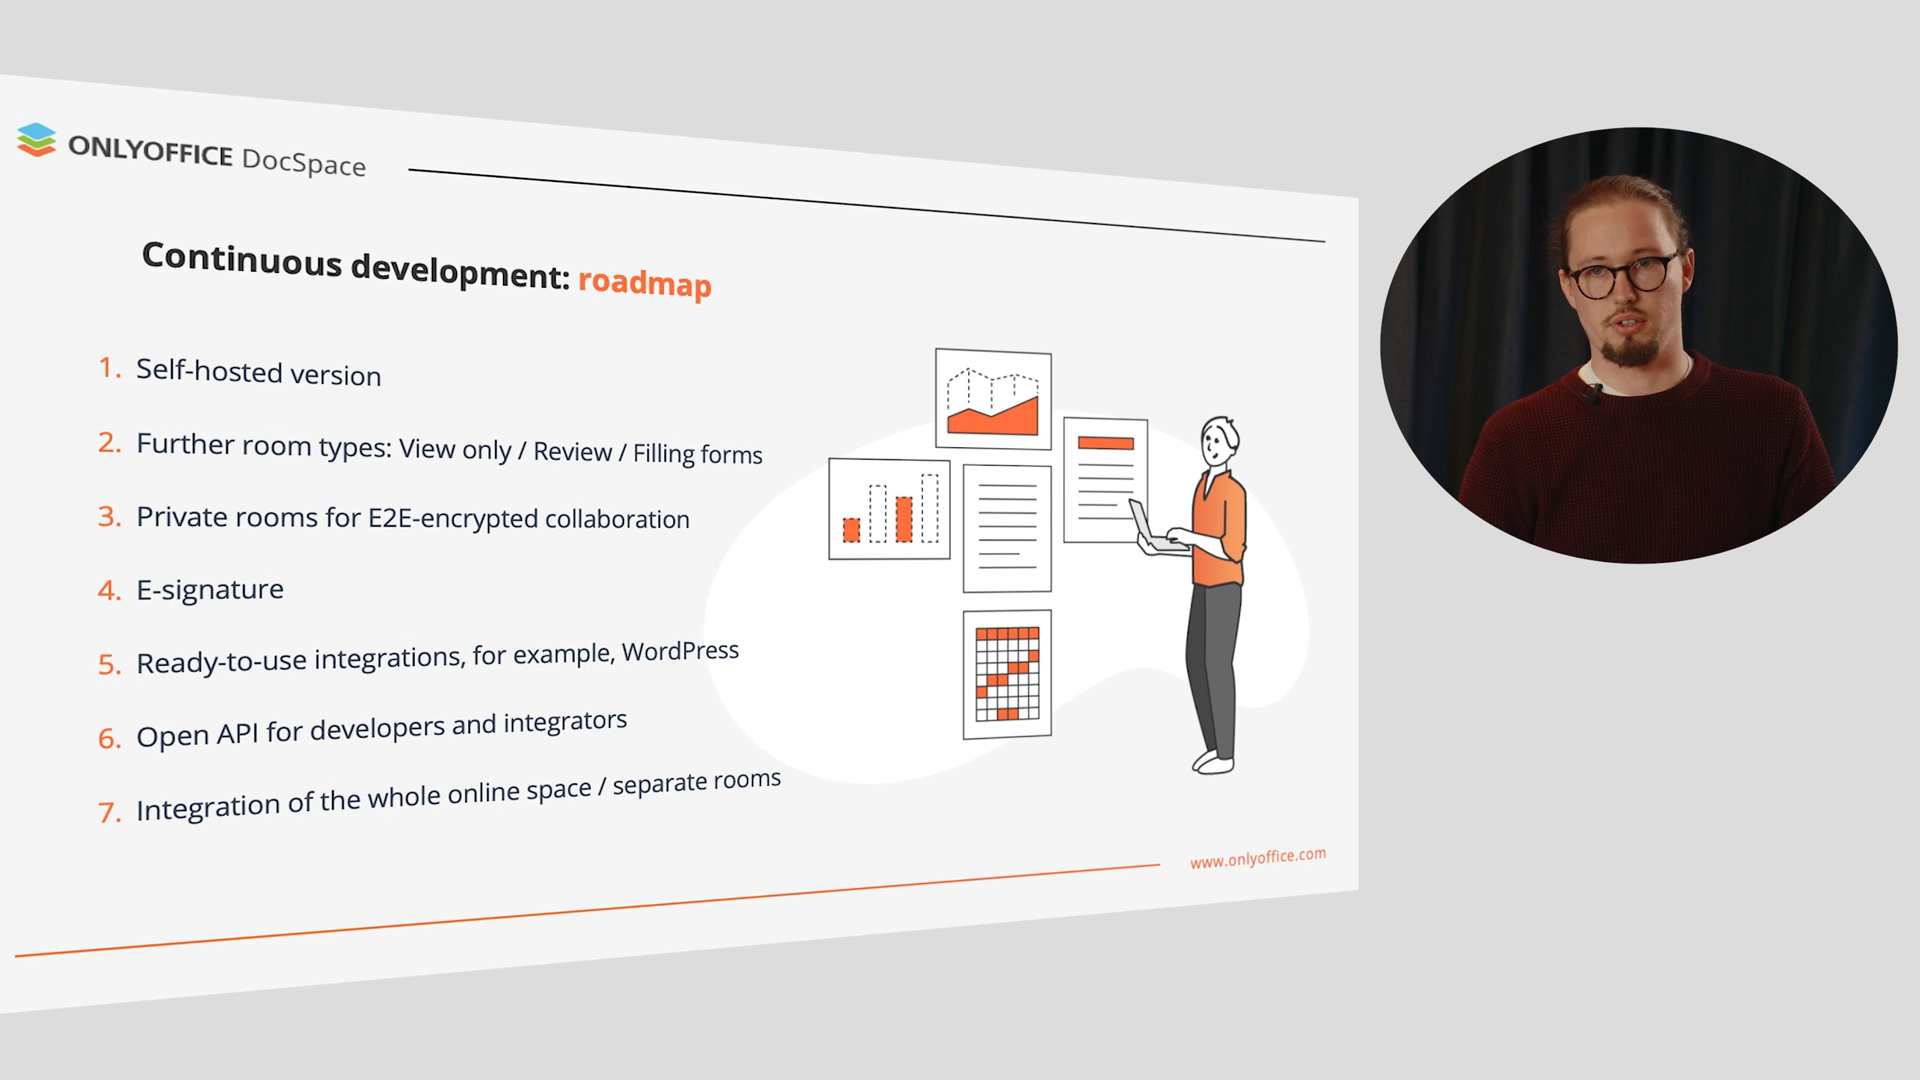 ONLYOFFICE DocSpace
Continuous development: roadmap
1. Self-hosted version
2. Further room types: View only / Review / Filling forms
3. Private rooms for E2E-encrypted collaboration
4. E-signature
5. Ready-to-use integrations, for example, WordPress
6. Open API for developers and integrators
7. Integration of the whole online space / separate rooms
www.onlyoffice.com